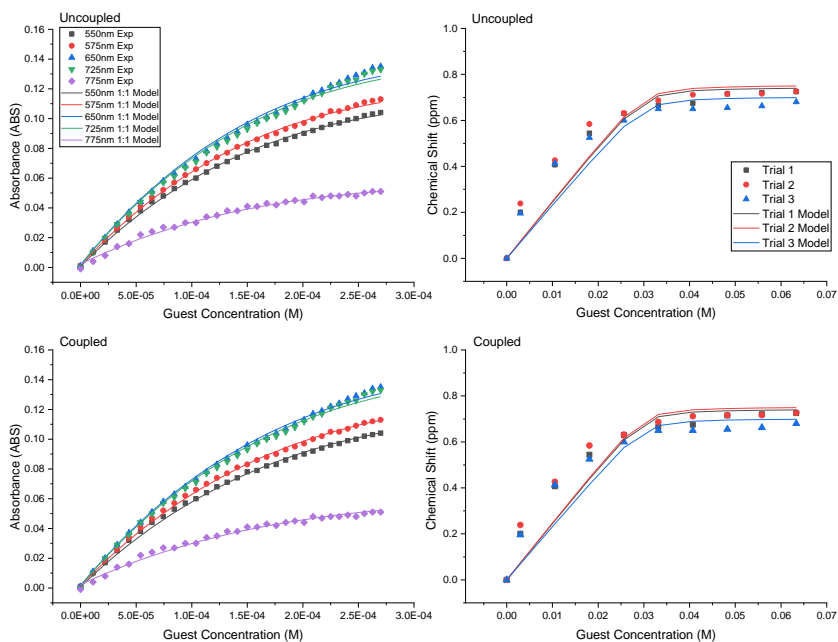 Uncoupled
0.16
0.14
0.12
0.10
0.08
0.06
0.04
0.02
0.00
Absorbance (ABS)
550nm Exp
575nm Exp
650nm Exp
725nm Exp
775nm Exp
550nm 1:1 Model
575nm 1:1 Model
650nm 1:1 Model
725nm 1:1 Model
775nm 1:1 Model
0.0E+00 5.0E-05 1.0E-04 1.5E-04 2.0E-04 2.5E-04 3.0E-04
Guest Concentration (M)
Uncoupled
1.0
0.8
0.6
0.4
0.2
0.0
Chemical Shift (ppm)
Trial 1
Trial 2
Trial 3
Trial 1 Model
Trial 2 Model
Trial 3 Model
0.00 0.01 0.02 0.03 0.04 0.05 0.06 0.07
Guest Concentration (M)
Coupled
0.16
0.14
0.12
0.10
0.08
0.06
0.04
0.02
0.00
Absorbance (ABS)
0.0E+00 5.0E-05 1.0E-04 1.5E-04 2.0E-04 2.5E-04 3.0E-04
Guest Concentration (M)
Coupled
1.0
0.8
0.6
0.4
0.2
0.0
Chemical Shift (ppm)
0.00 0.01 0.02 0.03 0.04 0.05 0.06 0.07
Guest Concentration (M)